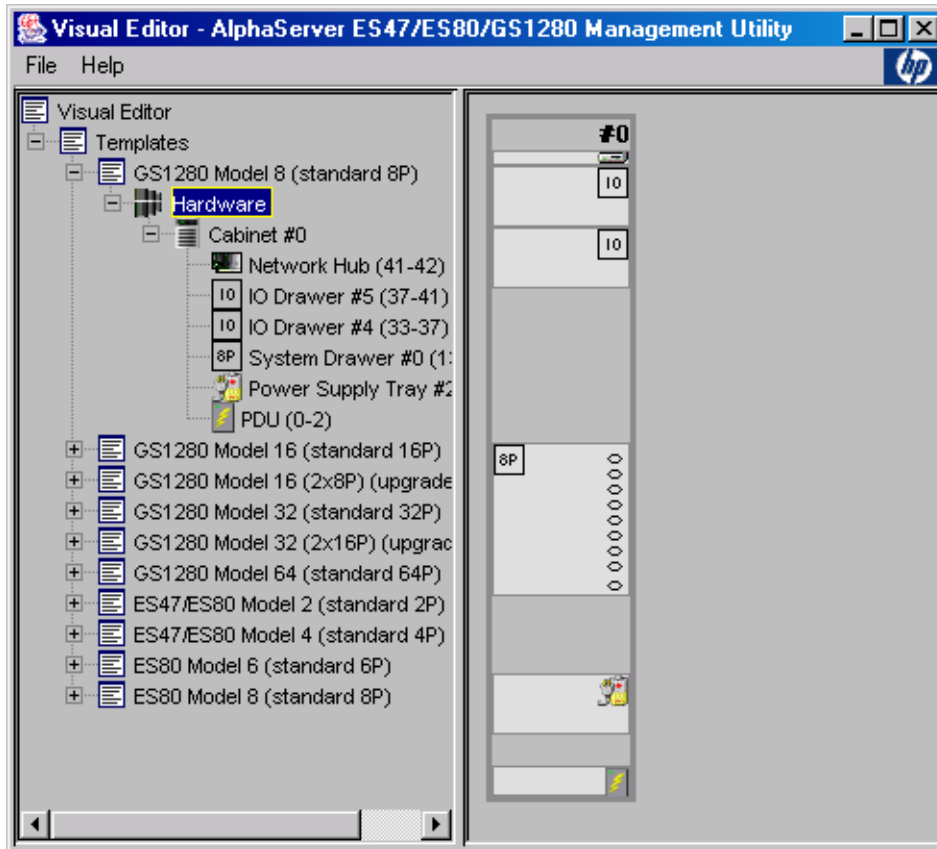 Visual Editor - AlphaServer ES47/ES80/GS1280 Management Utility
File Help
hp
Visual Editor
Templates
GS1280 Model 8 (standard 8P)
Hardware
Cabinet #0
Network Hub (41-42)
IO IO Drawer #5 (37-41)
IO IO Drawer #4 (33-37)
8P System Drawer #0 (1
Power Supply Tray #2
PDU (0-2)
GS1280 Model 16 (standard 16P)
GS1280 Model 16 (2x8P) (upgrade
GS1280 Model 32 (standard 32P)
GS1280 Model 32 (2x16P) (upgrac
GS1280 Model 64 (standard 64P)
ES47/ES80 Model 2 (standard 2P)
ES47/ES80 Model 4 (standard 4P)
ES80 Model 6 (standard 6P)
ES80 Model 8 (standard 8P)
#0
IO
IO
8P